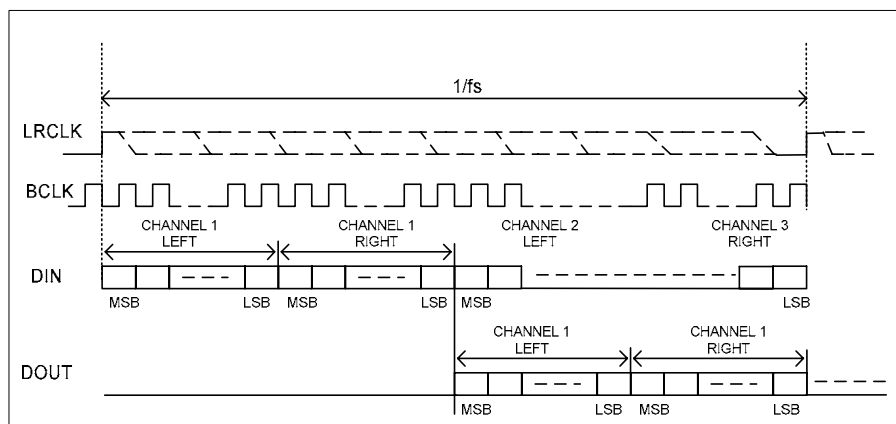 1/fs
LRCLK
BCLK
CHANNEL 1
LEFT
CHANNEL 1
RIGHT
CHANNEL 2
LEFT
CHANNEL 3
RIGHT
DIN
MSB
LSB
MSB
LSB
MSB
LSB
CHANNEL 1
LEFT
CHANNEL 1
RIGHT
DOUT
MSB
LSB
MSB
LSB